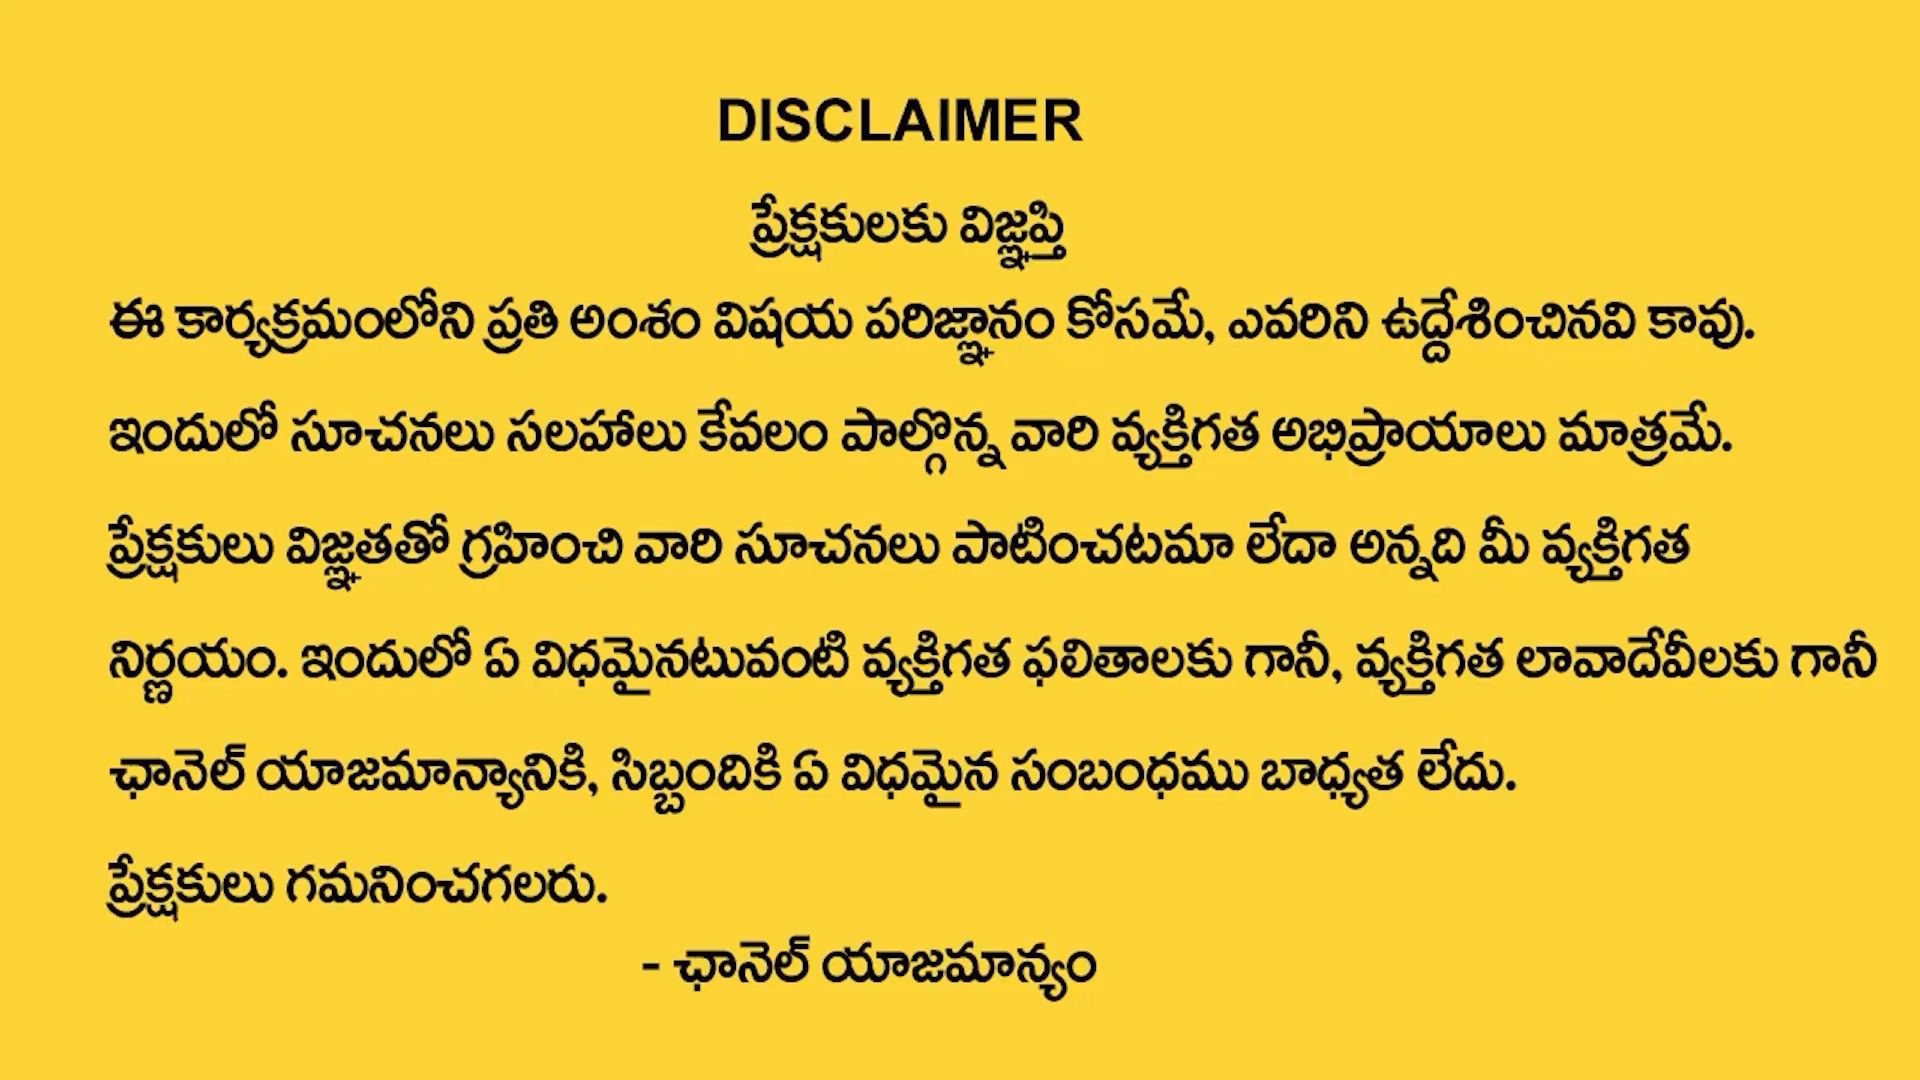 DISCLAIMER
ప్రేక్షకులకు విజ్ఞప్తి
ఈ కార్యక్రమంలోని ప్రతి అంశం విషయ పరిజ్ఞానం కోసమే, ఎవరిని ఉద్దేశించినవి కావు.
ఇందులో సూచనలు సలహాలు కేవలం పాల్గొన్న వారి వ్యక్తిగత అభిప్రాయాలు మాత్రమే.
ప్రేక్షకులు విజ్ఞతతో గ్రహించి వారి సూచనలు పాటించటమా లేదా అన్నది మీ వ్యక్తిగత
నిర్ణయం. ఇందులో ఏ విధమైనటువంటి వ్యక్తిగత ఫలితాలకు గానీ, వ్యక్తిగత లావాదేవీలకు గానీ
ఛానెల్ యాజమాన్యానికి, సిబ్బందికి ఏ విధమైన సంబంధము బాధ్యత లేదు.
ప్రేక్షకులు గమనించగలరు.
- ఛానెల్ యాజమాన్యం